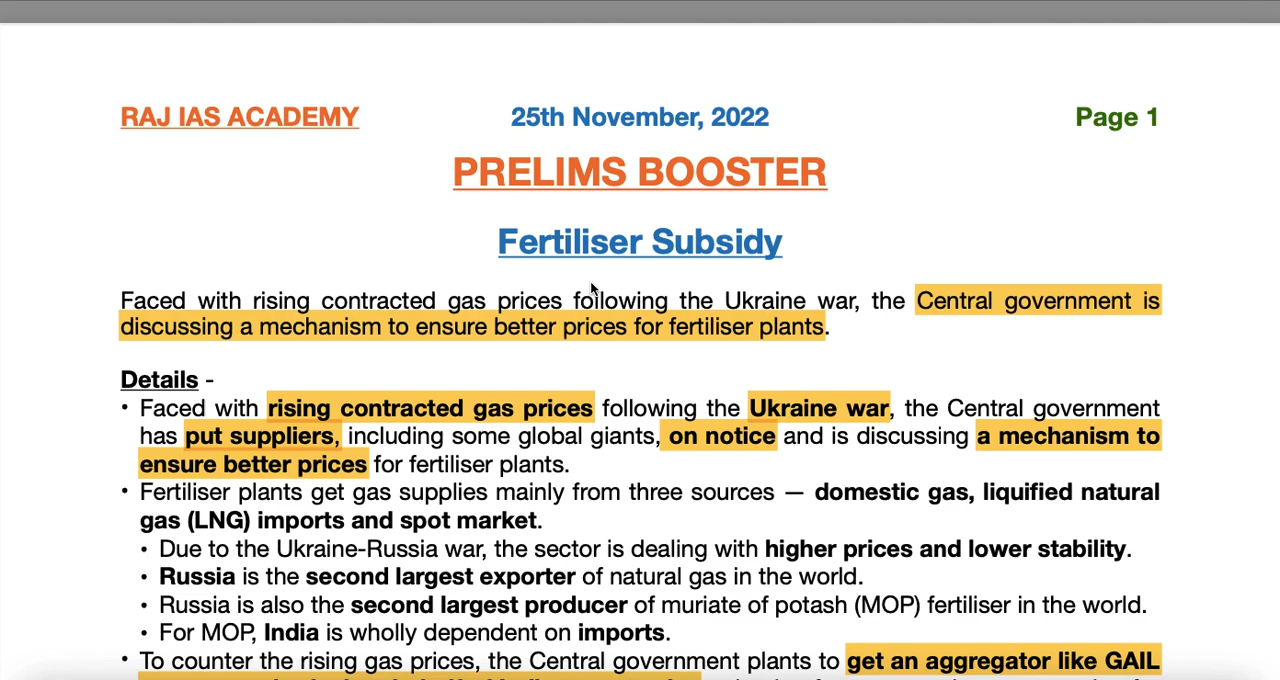 RAJ IAS ACADEMY 25th November, 2022 Page 1
PRELIMS BOOSTER
Fertiliser Subsidy
Faced with rising contracted gas prices following the Ukraine war, the Central government is
discussing a mechanism to ensure better prices for fertiliser plants.
Details -
• Faced with rising contracted gas prices following the Ukraine war, the Central government
has put suppliers, including some global giants, on notice and is discussing a mechanism to
ensure better prices for fertiliser plants.
• Fertiliser plants get gas supplies mainly from three sources — domestic gas, liquified natural
gas (LNG) imports and spot market.
• Due to the Ukraine-Russia war, the sector is dealing with higher prices and lower stability.
• Russia is the second largest exporter of natural gas in the world.
• Russia is also the second largest producer of muriate of potash (MOP) fertiliser in the world.
• For MOP, India is wholly dependent on imports.
• To counter the rising gas prices, the Central government plants to get an aggregator like GAIL